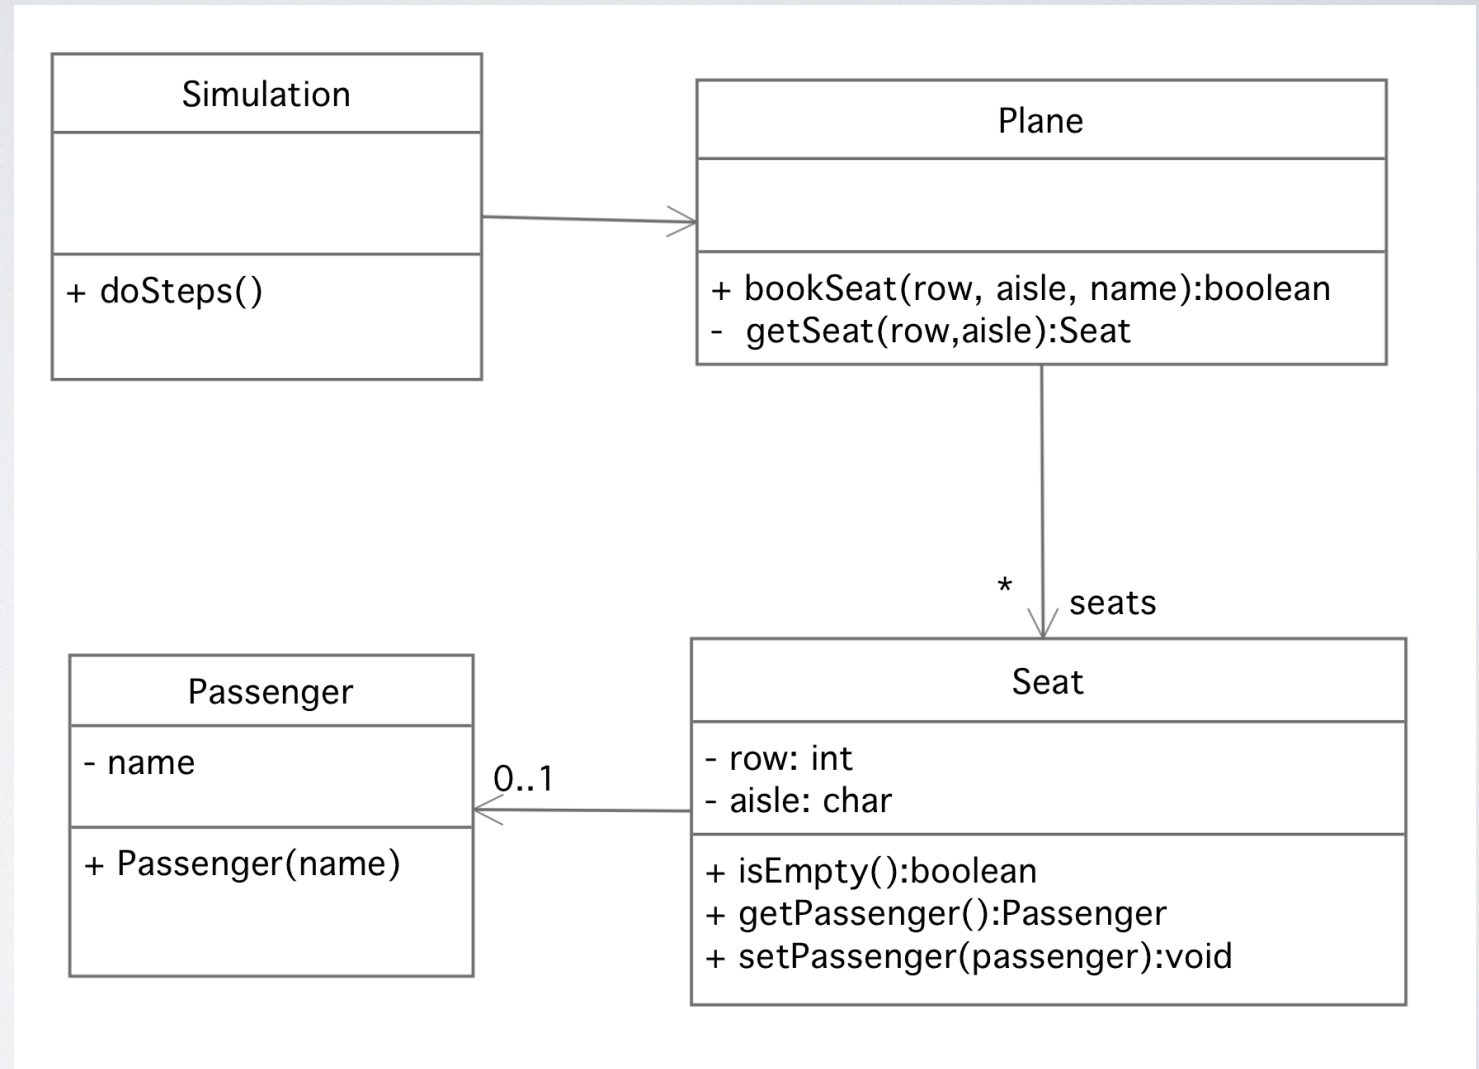 Simulation
+ doSteps()
Plane
+ bookSeat(row, aisle, name):boolean
- getSeat(row,aisle):Seat
* seats
Passenger
- name
+ Passenger(name)
0..1
Seat
- row: int
- aisle: char
+ isEmpty():boolean
+ getPassenger():Passenger
+ setPassenger(passenger):void